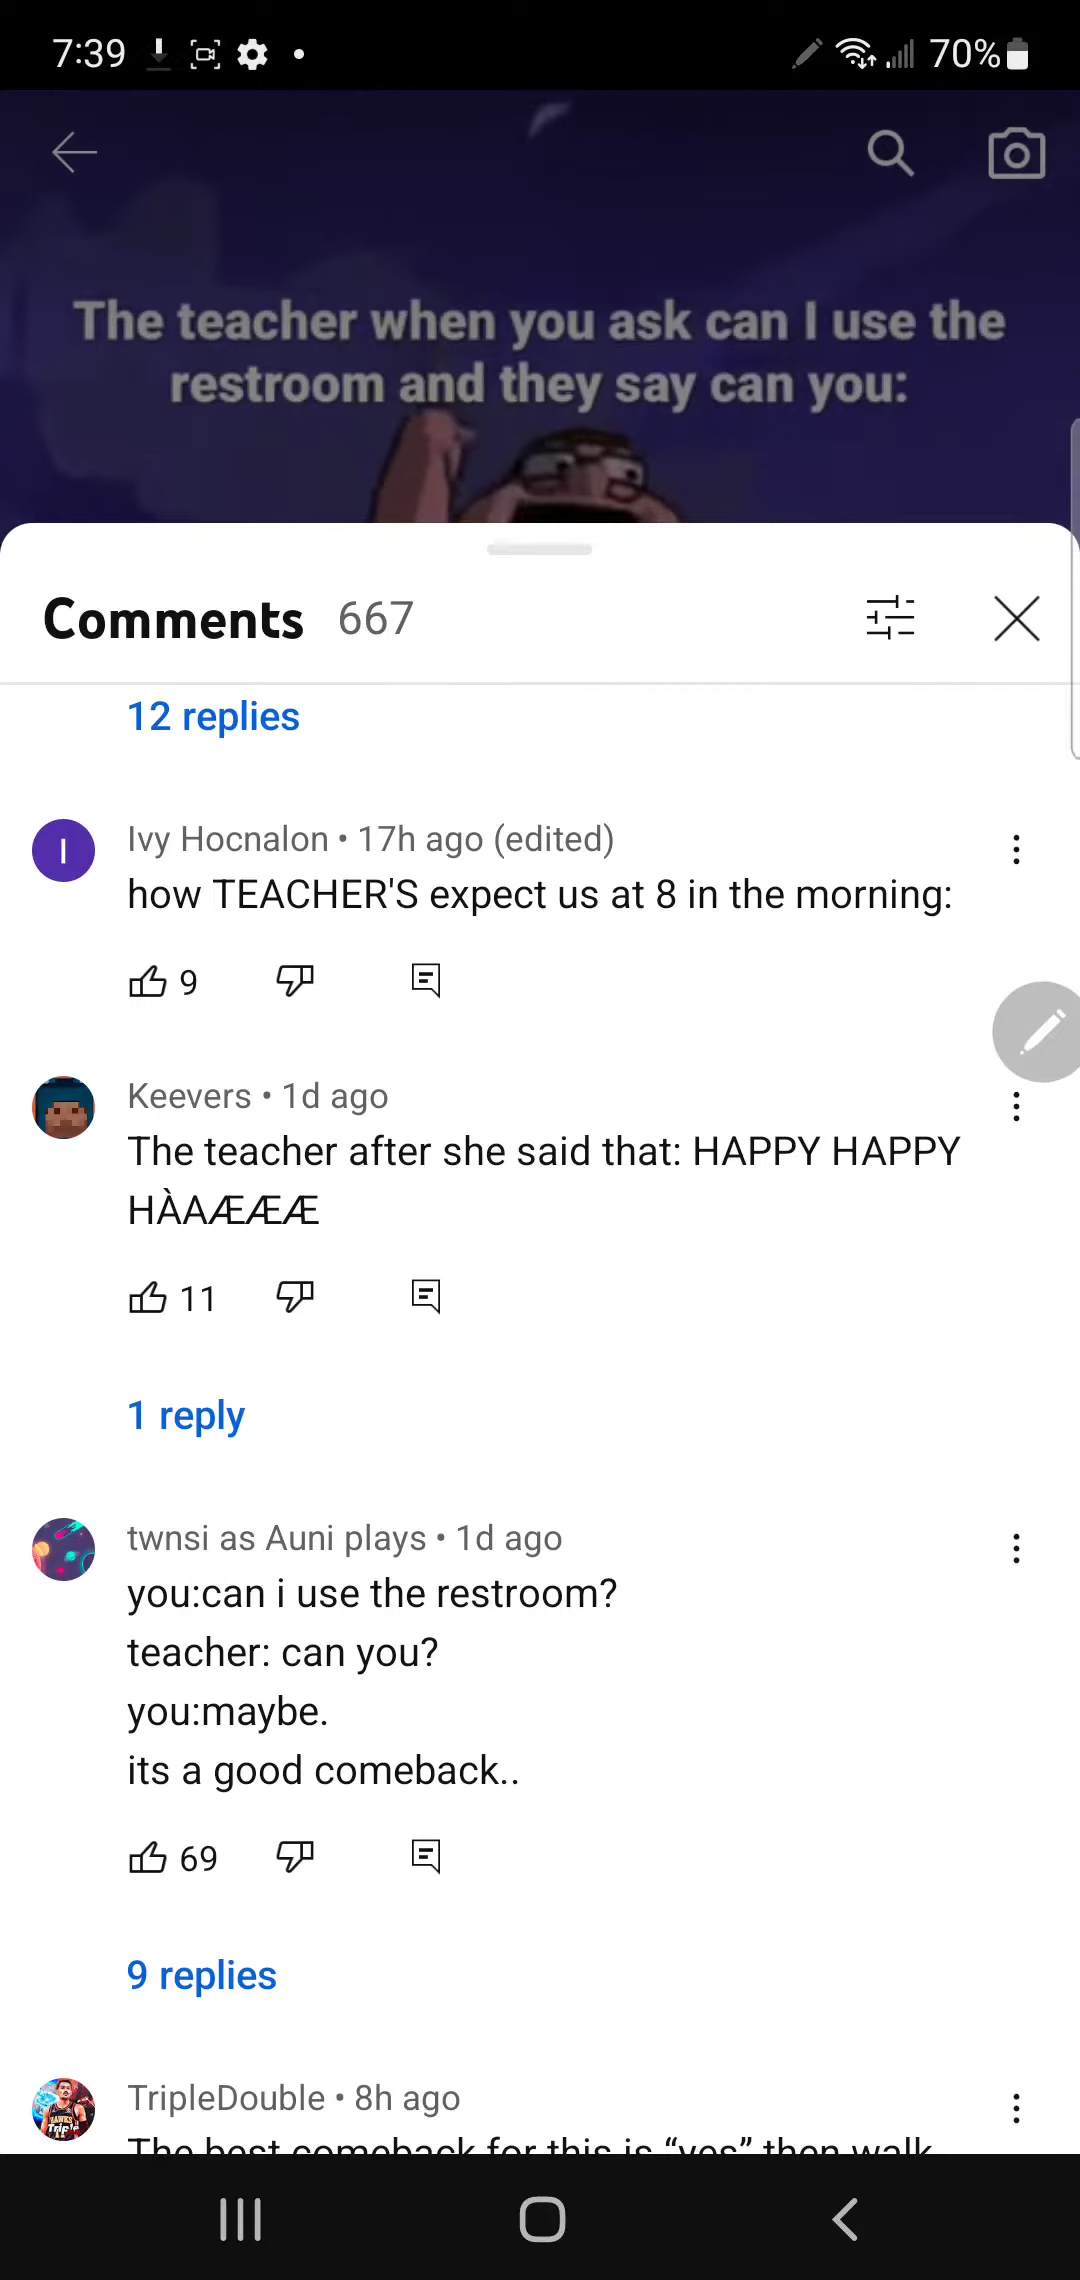 7:39
70%
The teacher when you ask can I use the
restroom and they say can you:
Comments 667
12 replies
Ivy Hocnalon • 17h ago (edited)
how TEACHER'S expect us at 8 in the morning:
9
Keevers • 1d ago
The teacher after she said that: HAPPY HAPPY
HÀAÆÆÆ
11
1 reply
twnsi as Auni plays • 1d ago
you:can i use the restroom?
teacher: can you?
you:maybe.
its a good comeback..
69
9 replies
TripleDouble • 8h ago
The best comeback for this is “yes” then walk